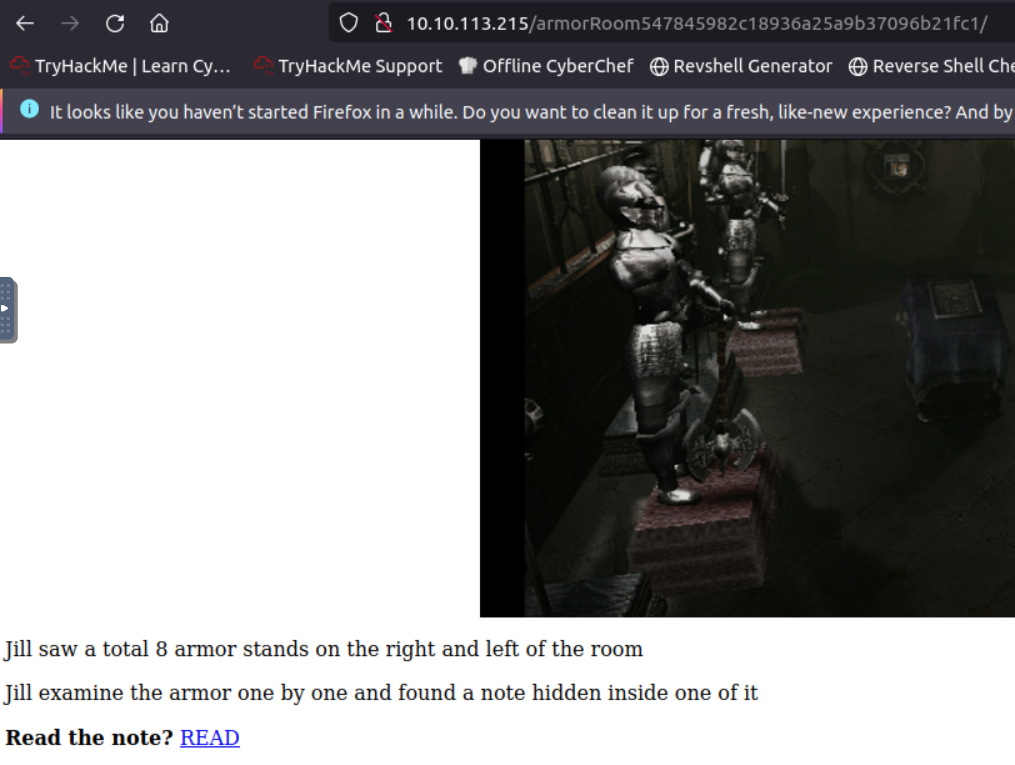 10.10.113.215/armorRoom547845982c18936a25a9b37096b21fc1/
TryHackMe | Learn Cy... TryHackMe Support Offline CyberChef Revshell Generator Reverse Shell Che
It looks like you haven’t started Firefox in a while. Do you want to clean it up for a fresh, like-new experience? And by
Jill saw a total 8 armor stands on the right and left of the room
Jill examine the armor one by one and found a note hidden inside one of it
Read the note? READ